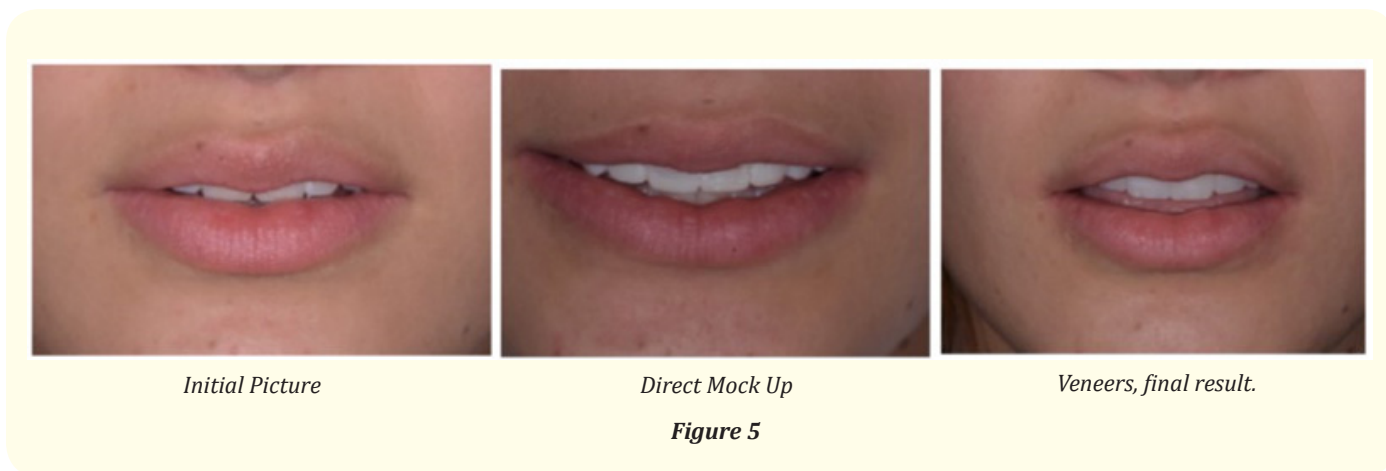 Initial Picture
Direct Mock Up
Veneers, final result.
Figure 5